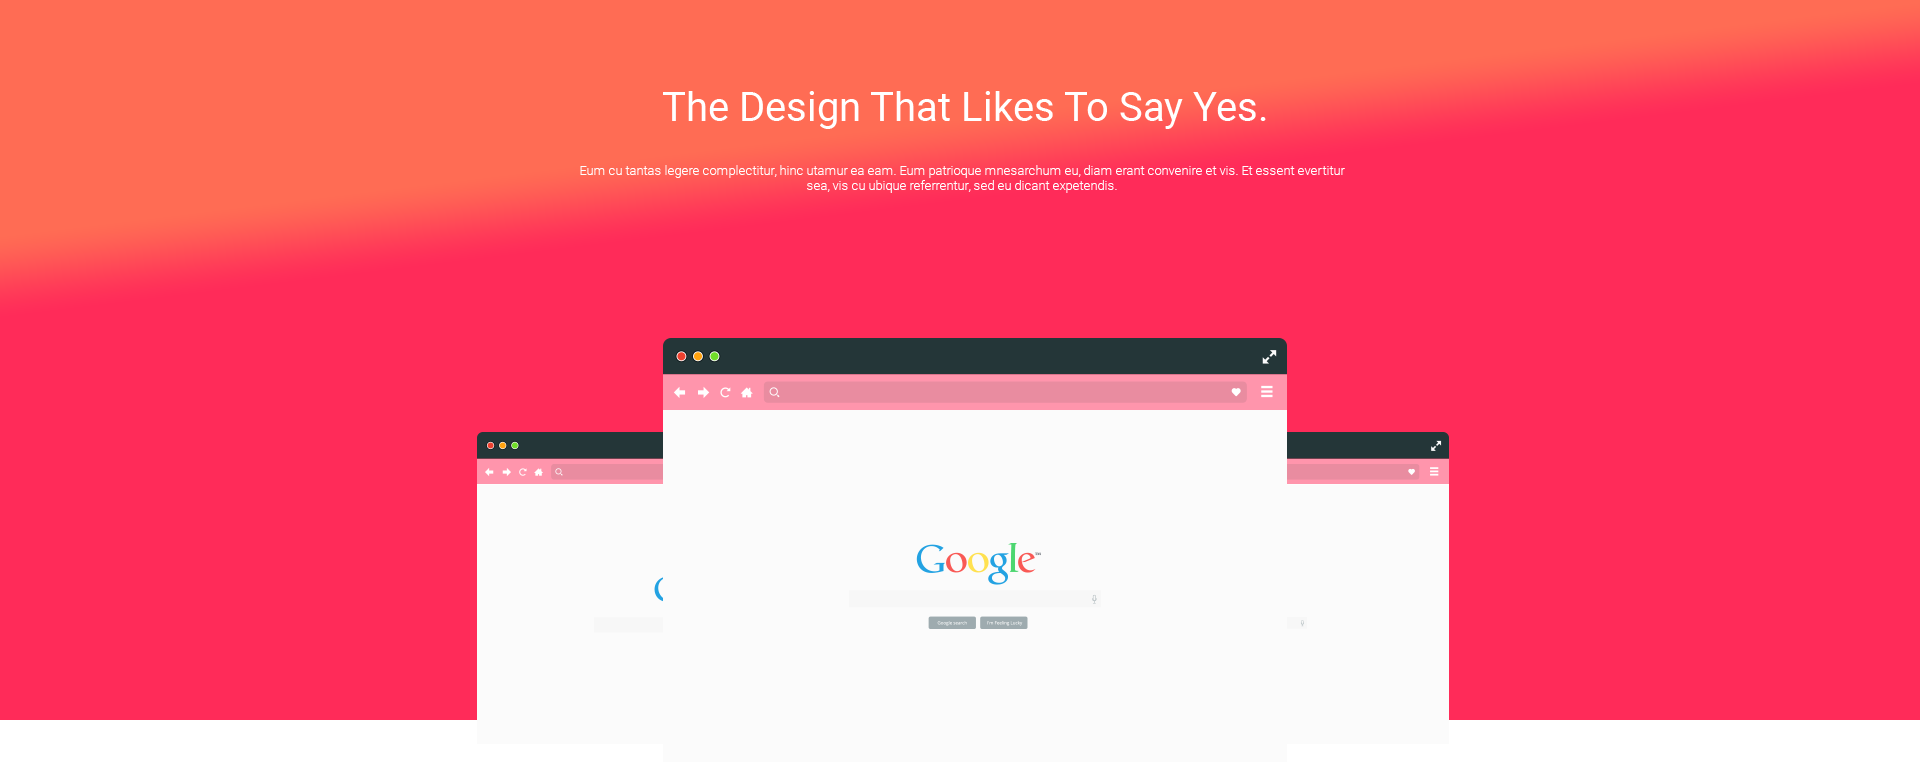 The Design That Likes To Say Yes.
Eum cu tantas legere complectitur, hinc utamur ea eam. Eum patrioque mnesarchum eu, diam erant convenire et vis. Et essent evertitur
sea, vis cu ubique referrentur, sed eu dicant expetendis.
Google™
Google search I'm Feeling Lucky